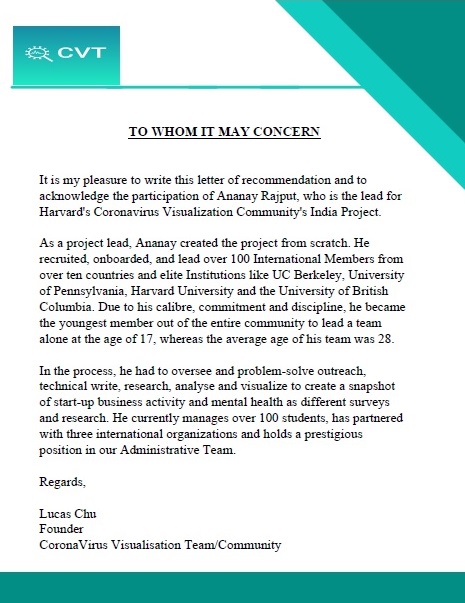 CVT
TO WHOM IT MAY CONCERN
It is my pleasure to write this letter of recommendation and to
acknowledge the participation of Ananay Rajput, who is the lead for
Harvard's Coronavirus Visualization Community's India Project.
As a project lead, Ananay created the project from scratch. He
recruited, onboarded, and lead over 100 International Members from
over ten countries and elite Institutions like UC Berkeley, University
of Pennsylvania, Harvard University and the University of British
Columbia. Due to his calibre, commitment and discipline, he became
the youngest member out of the entire community to lead a team
alone at the age of 17, whereas the average age of his team was 28.
In the process, he had to oversee and problem-solve outreach,
technical write, research, analyse and visualize to create a snapshot
of start-up business activity and mental health as different surveys
and research. He currently manages over 100 students, has partnered
with three international organizations and holds a prestigious
position in our Administrative Team.
Regards,
Lucas Chu
Founder
CoronaVirus Visualisation Team/Community